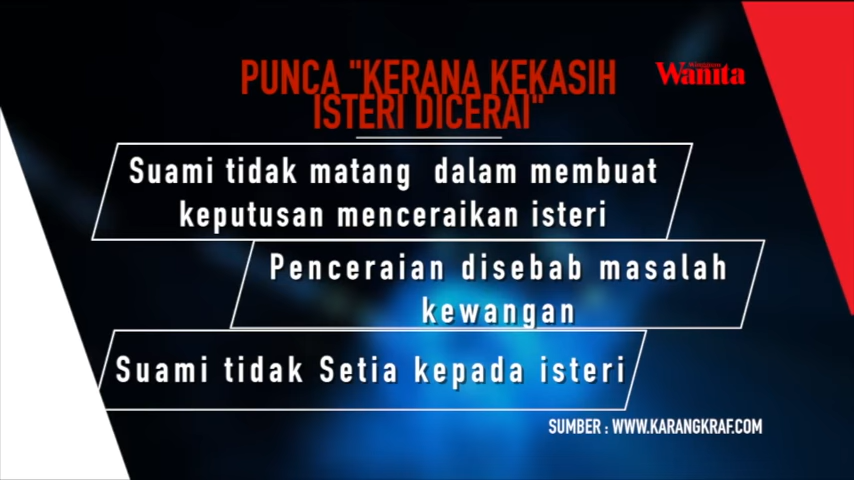 PUNCA "KERANA KEKASIH
ISTERI DICERAI"
Mingguan
Wanita
Suami tidak matang dalam membuat
keputusan menceraikan isteri
Penceraian disebab masalah
kewangan
Suami tidak Setia kepada isteri
SUMBER : WWW.KARANGKRAF.COM